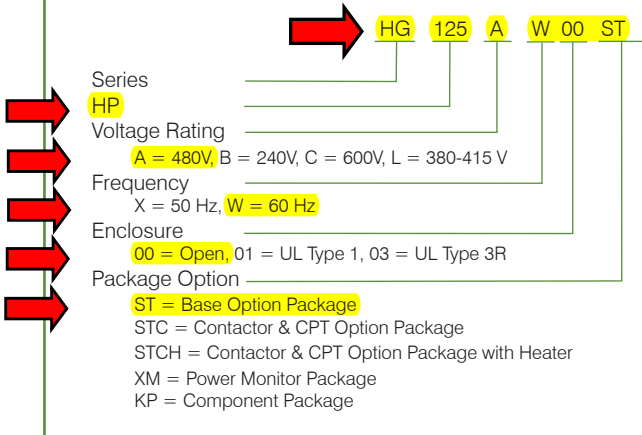 HG 125 A W 00 ST
Series
HP
Voltage Rating
A = 480V, B = 240V, C = 600V, L = 380-415 V
Frequency
X = 50 Hz, W = 60 Hz
Enclosure
00 = Open, 01 = UL Type 1, 03 = UL Type 3R
Package Option
ST = Base Option Package
STC = Contactor & CPT Option Package
STCH = Contactor & CPT Option Package with Heater
XM = Power Monitor Package
KP = Component Package